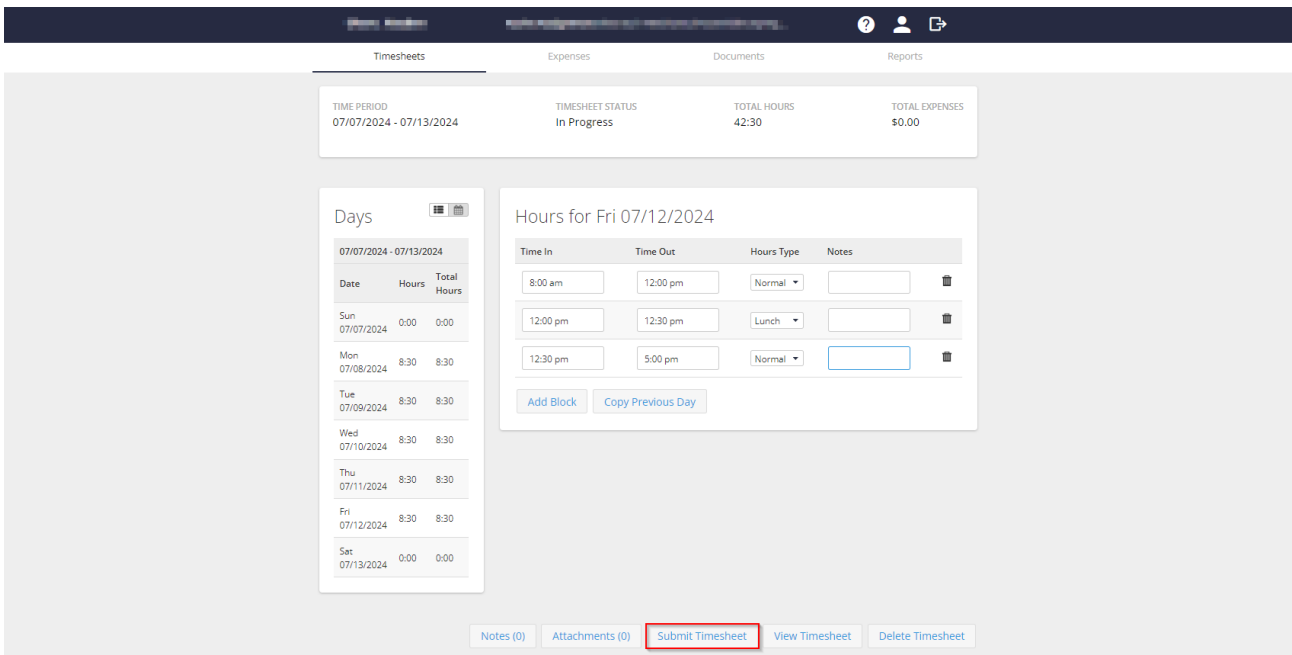 Timesheets Expenses Documents Reports
TIME PERIOD TIMESHEET STATUS TOTAL HOURS TOTAL EXPENSES
07/07/2024 - 07/13/2024 In Progress 42:30 $0.00
Days
07/07/2024 - 07/13/2024
Date Hours Total Hours
Sun 07/07/2024 0:00 0:00
Mon 07/08/2024 8:30 8:30
Tue 07/09/2024 8:30 8:30
Wed 07/10/2024 8:30 8:30
Thu 07/11/2024 8:30 8:30
Fri 07/12/2024 8:30 8:30
Sat 07/13/2024 0:00 0:00
Hours for Fri 07/12/2024
Time In Time Out Hours Type Notes
8:00 am 12:00 pm Normal
12:00 pm 12:30 pm Lunch
12:30 pm 5:00 pm Normal
Add Block Copy Previous Day
Notes (0) Attachments (0) Submit Timesheet View Timesheet Delete Timesheet